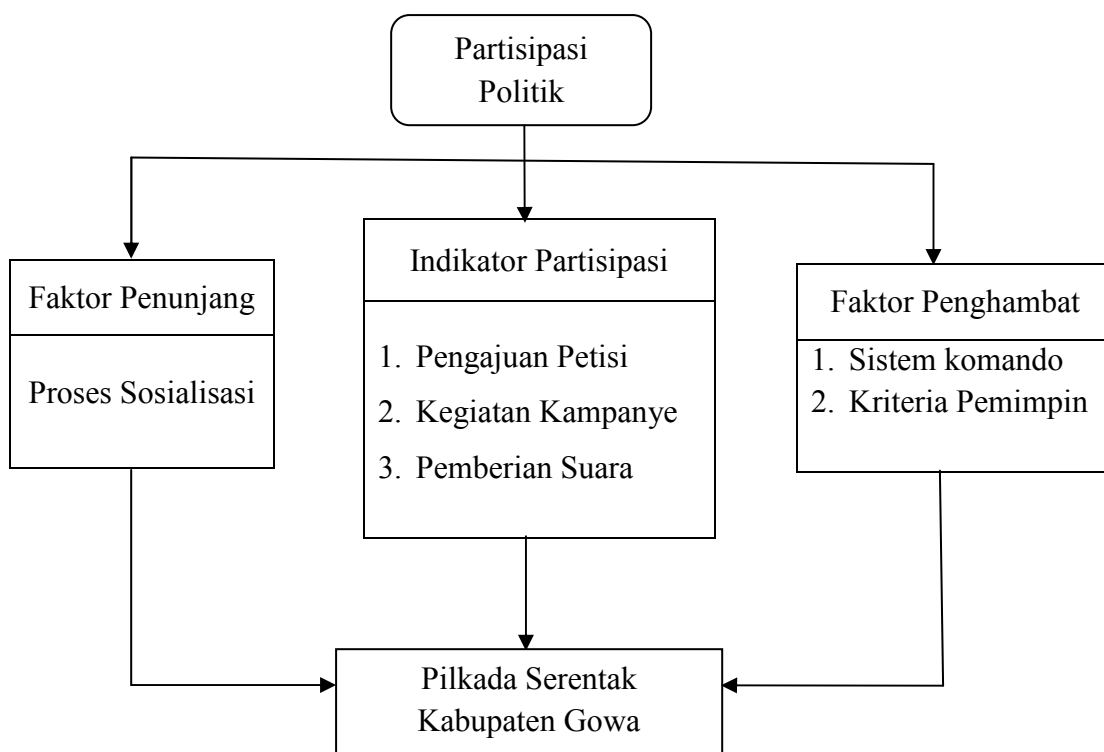 Partisipasi
Politik
Faktor Penunjang
Proses Sosialisasi
Indikator Partisipasi
1. Pengajuan Petisi
2. Kegiatan Kampanye
3. Pemberian Suara
Faktor Penghambat
1. Sistem komando
2. Kriteria Pemimpin
Pilkada Serentak
Kabupaten Gowa